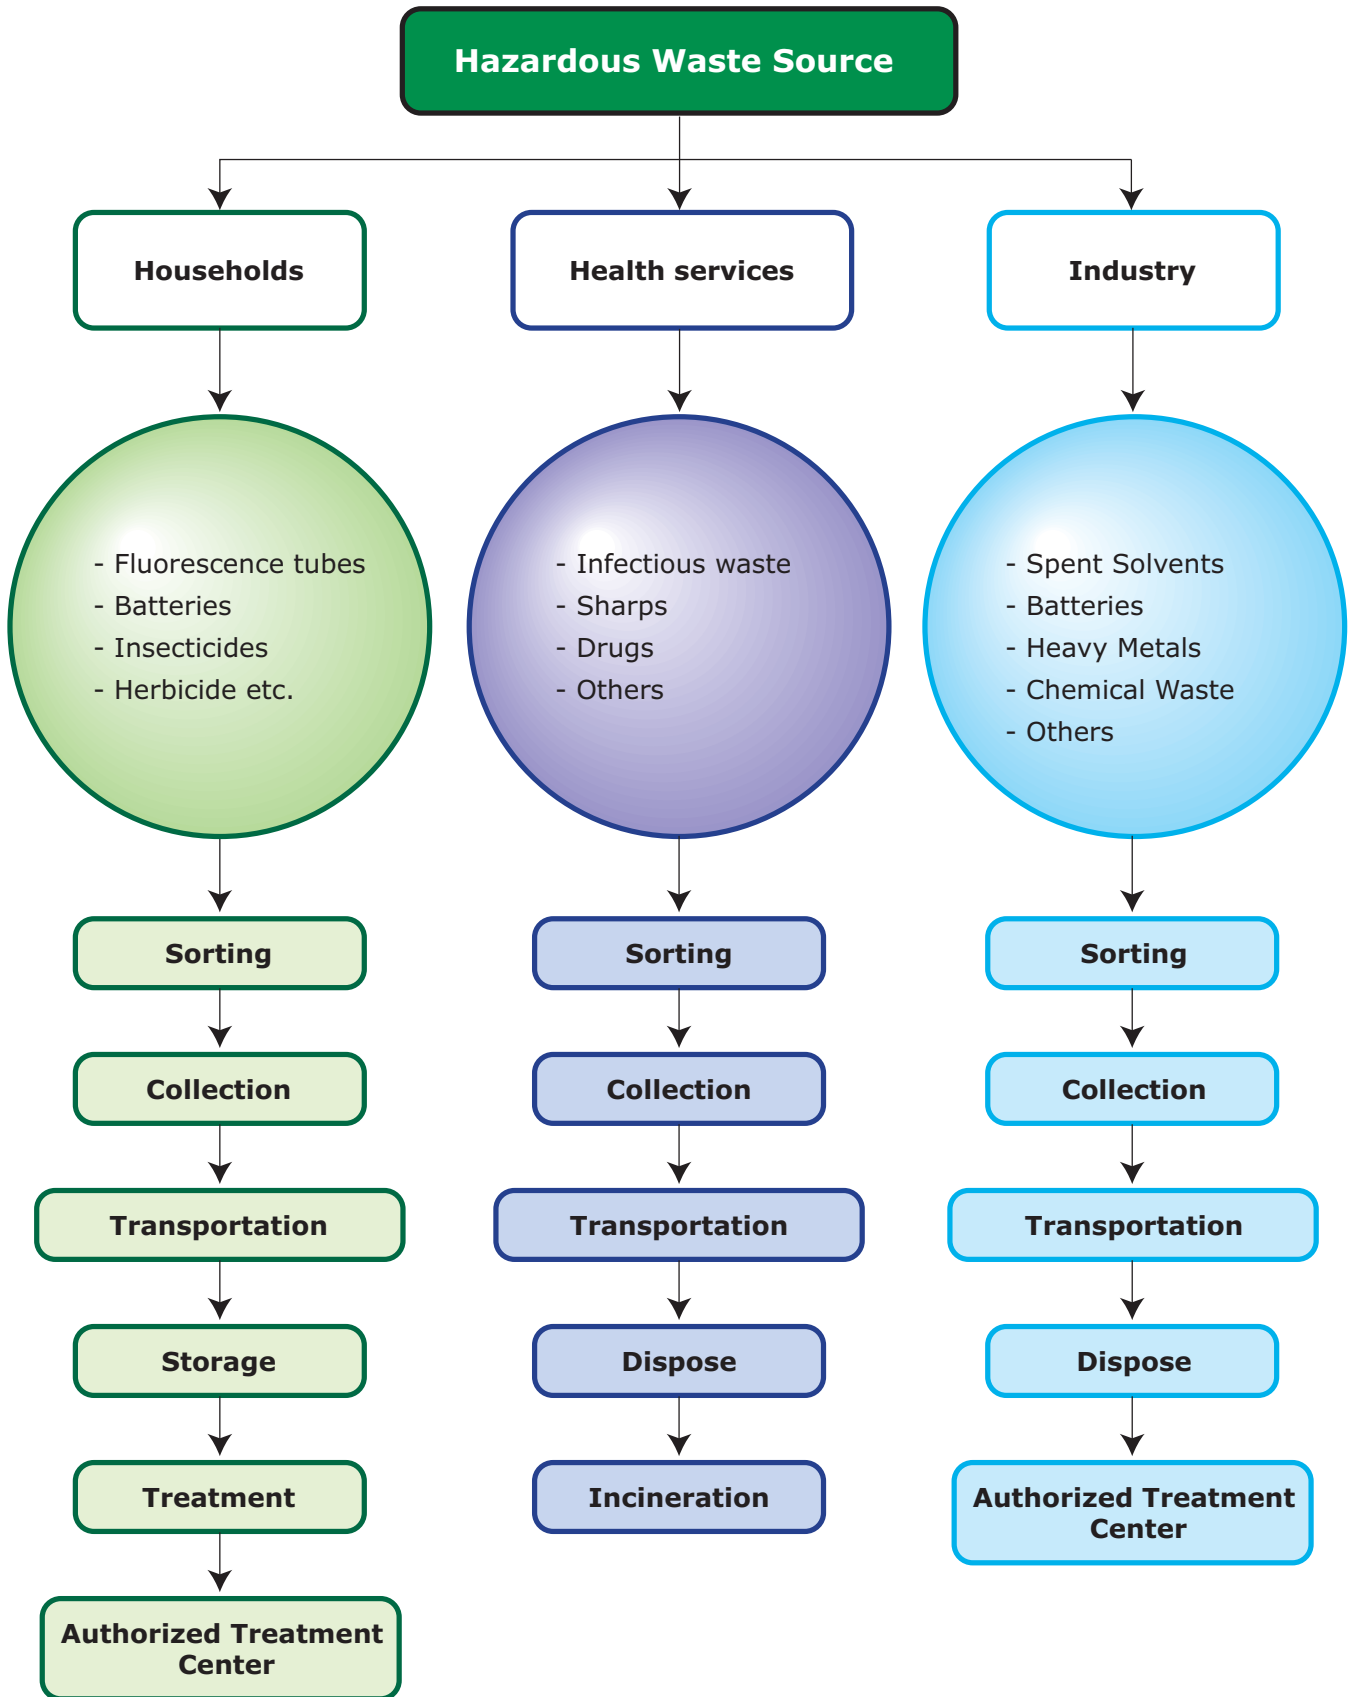 Hazardous Waste Source
Households
Health services
Industry
- Fluorescence tubes
- Batteries
- Insecticides
- Herbicide etc.
- Infectious waste
- Sharps
- Drugs
- Others
- Spent Solvents
- Batteries
- Heavy Metals
- Chemical Waste
- Others
Sorting
Sorting
Sorting
Collection
Collection
Collection
Transportation
Transportation
Transportation
Storage
Dispose
Dispose
Treatment
Incineration
Authorized Treatment
Center
Authorized Treatment
Center